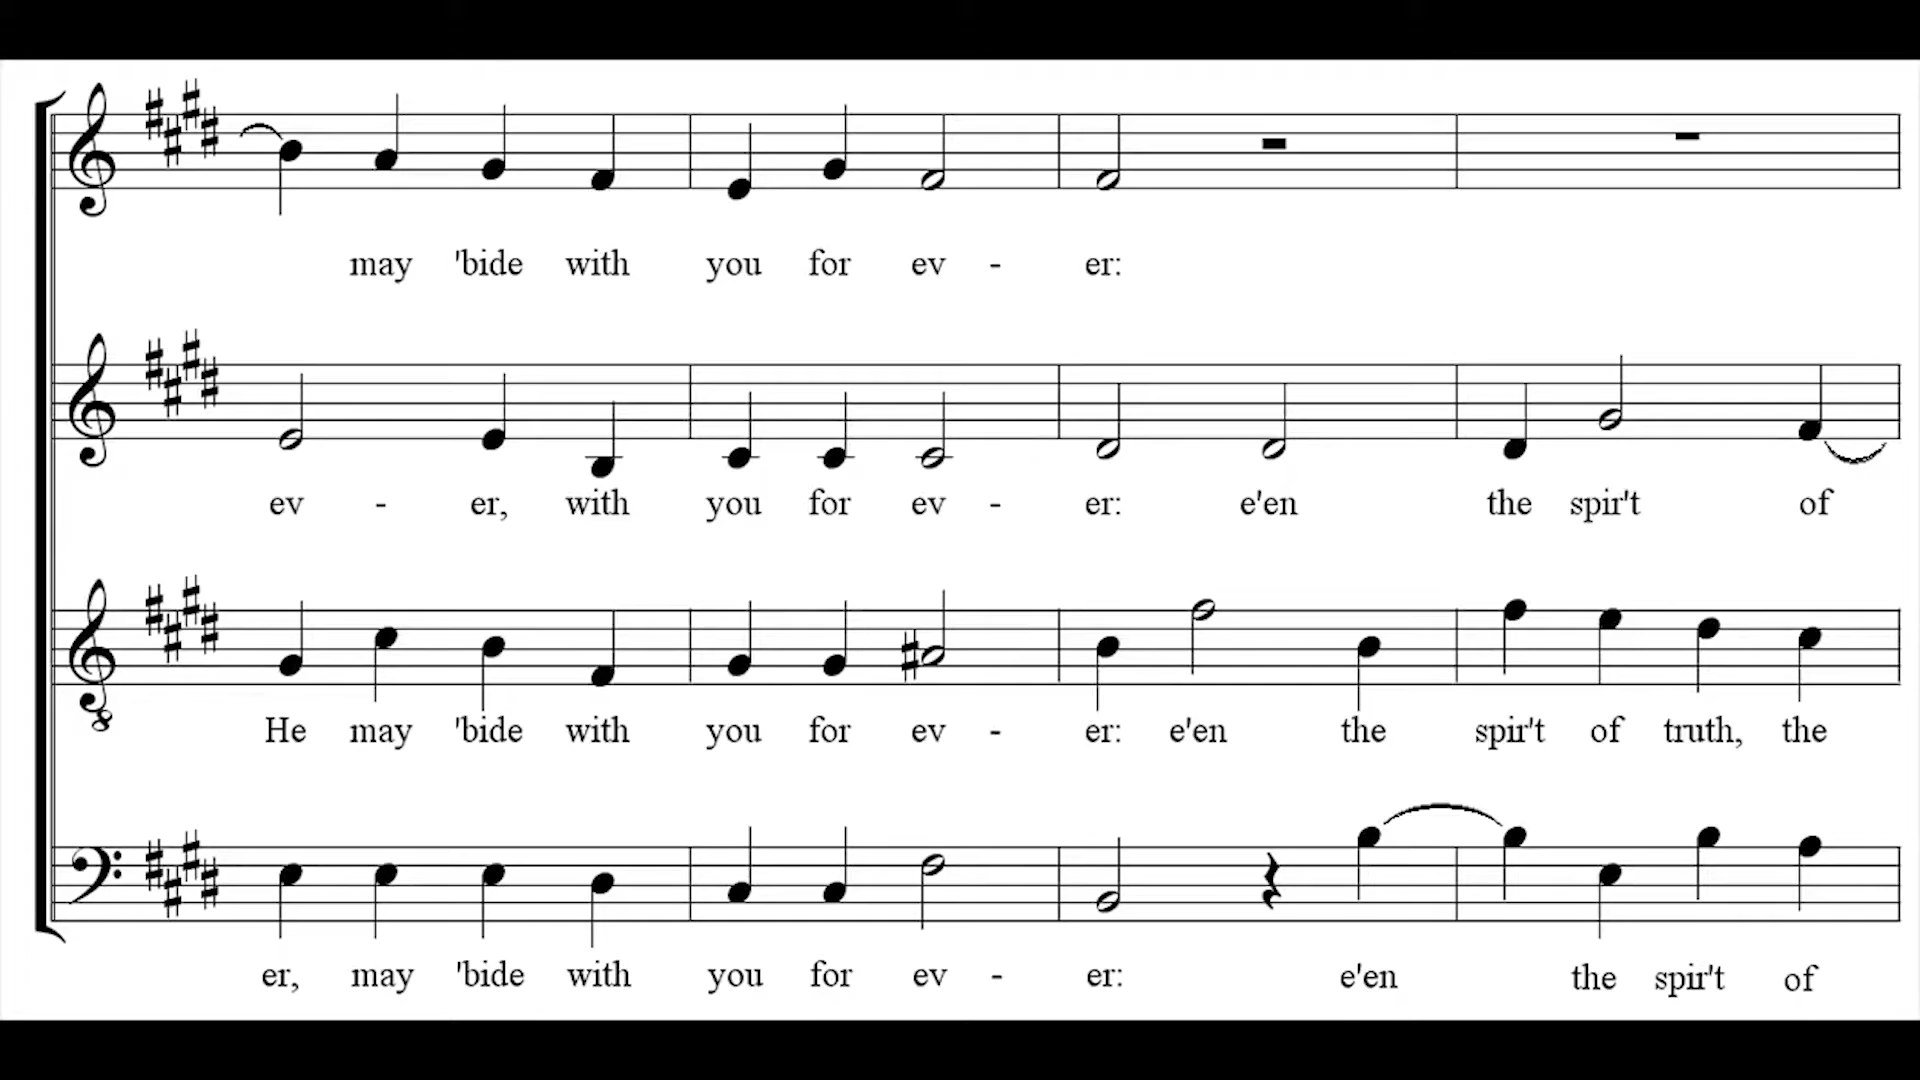 may 'bide with you for ev - er:
ev - er, with you for ev - er: e'en the spir't of
He may 'bide with you for ev - er: e'en the spir't of truth, the
er, may 'bide with you for ev - er: e'en the spir't of